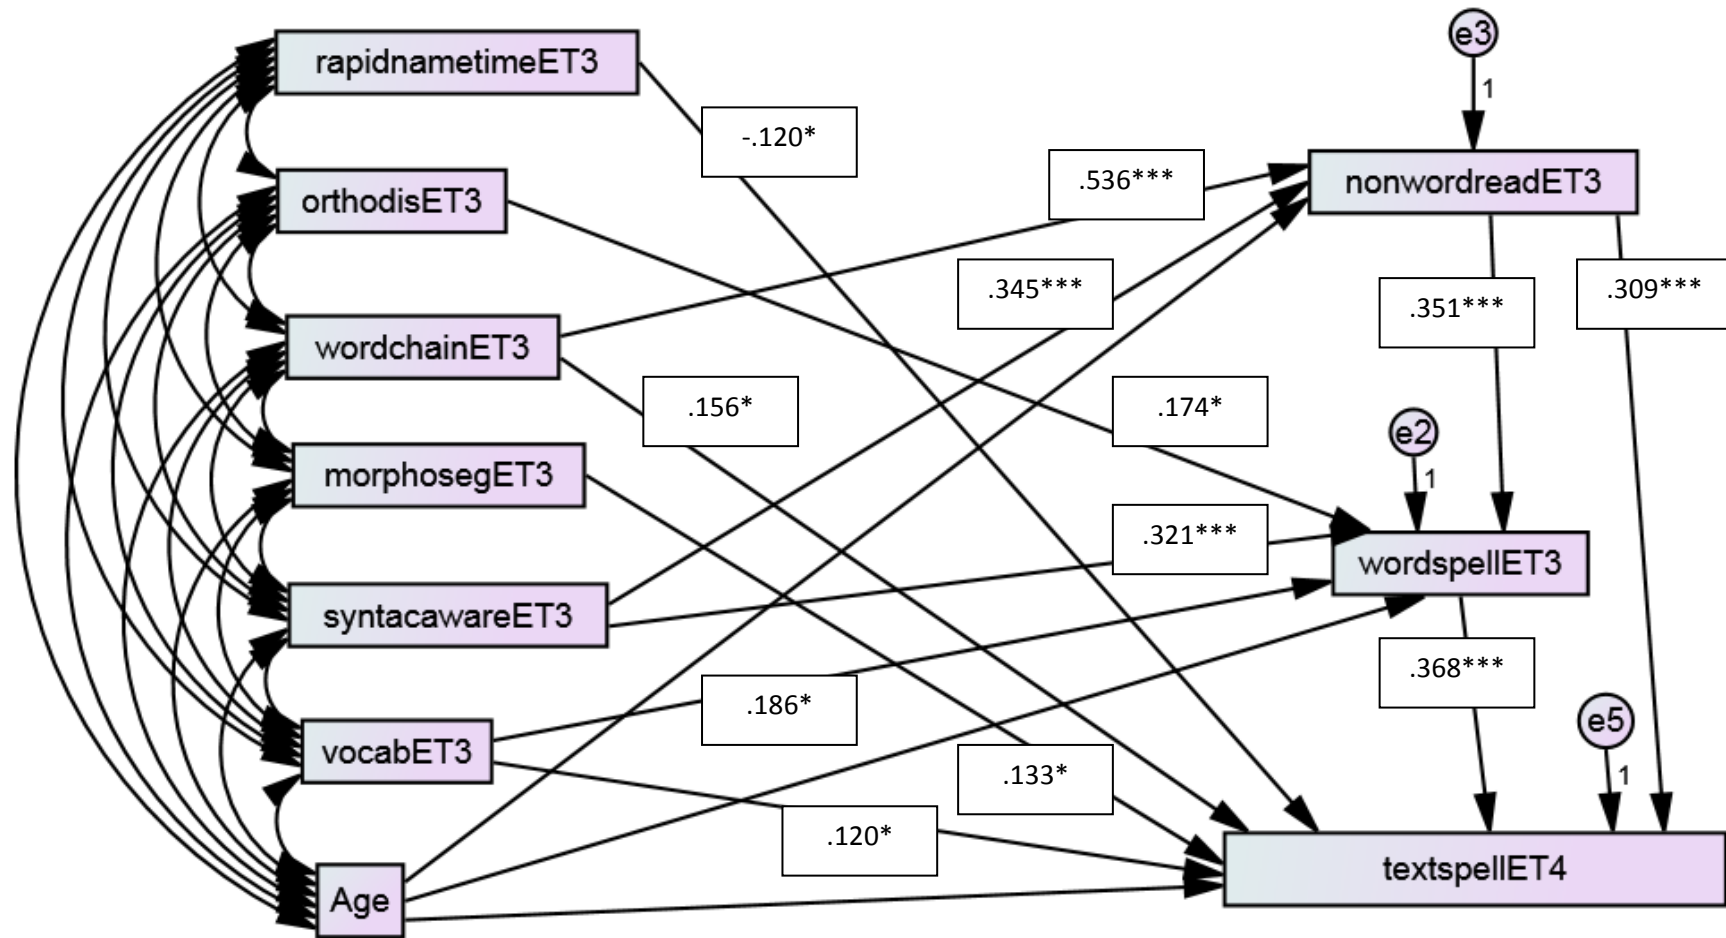 e3
rapidnametimeET3
1
-.120*
.536***
nonwordreadET3
orthodisET3
.345***
.351***
.309***
wordchainET3
.156*
.174*
e2
morphosegET3
1
.321***
wordspellET3
syntacawareET3
.368***
.186*
e5
vocabET3
.133*
1
.120*
textspellET4
Age